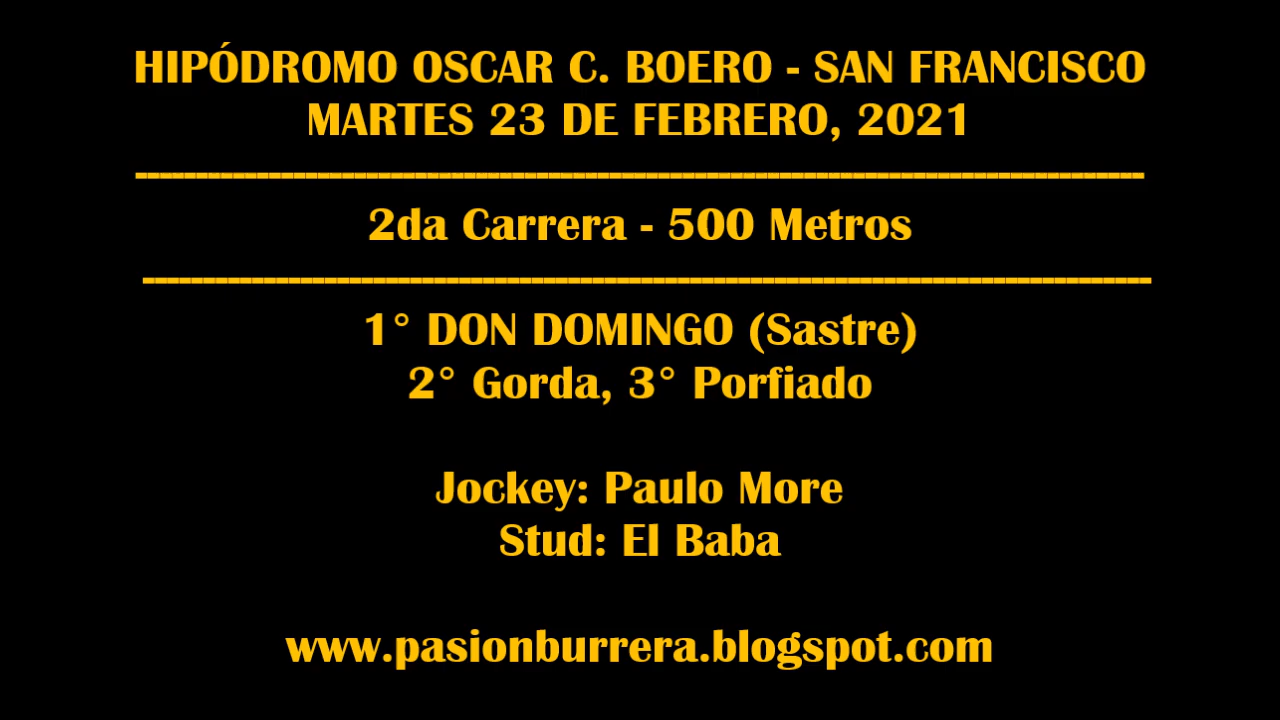 HIPÓDROMO OSCAR C. BOERO - SAN FRANCISCO
MARTES 23 DE FEBRERO, 2021
2da Carrera - 500 Metros
1° DON DOMINGO (Sastre)
2° Gorda, 3° Porfiado
Jockey: Paulo More
Stud: El Baba
www.pasionburrera.blogspot.com